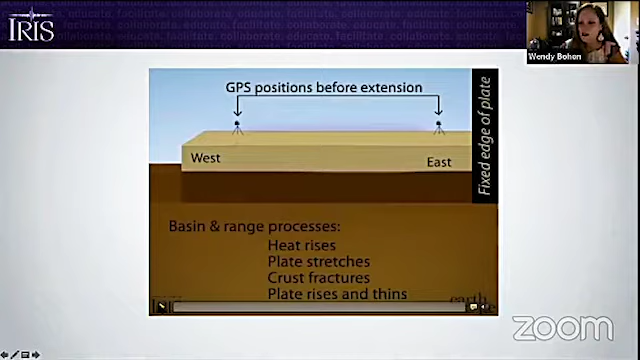 IRIS
Wendy Bohon
GPS positions before extension
West
East
Fixed edge of plate
Basin & range processes:
Heat rises
Plate stretches
Crust fractures
Plate rises and thins
earth
zoom